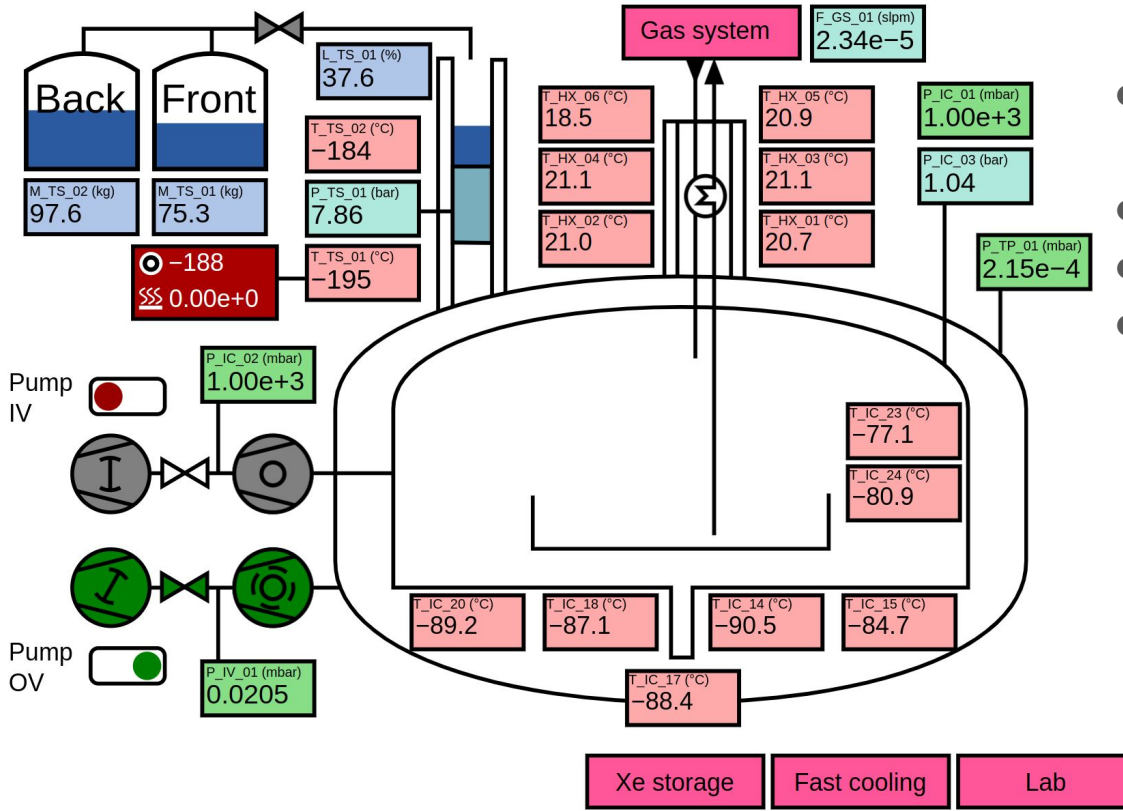 Gas system
F_GS_01 (slpm)
2.34e−5
Back
Front
L_TS_01 (%)
37.6
T_HX_06 (°C)
18.5
T_HX_05 (°C)
20.9
P_IC_01 (mbar)
1.00e+3
T_TS_02 (°C)
−184
T_HX_04 (°C)
21.1
T_HX_03 (°C)
21.1
P_IC_03 (bar)
1.04
M_TS_02 (kg)
97.6
M_TS_01 (kg)
75.3
P_TS_01 (bar)
7.86
T_HX_02 (°C)
21.0
T_HX_01 (°C)
20.7
P_TP_01 (mbar)
2.15e−4
−188
0.00e+0
T_TS_01 (°C)
−195
P_IC_02 (mbar)
1.00e+3
Pump
IV
T_IC_23 (°C)
−77.1
T_IC_24 (°C)
−80.9
T_IC_20 (°C)
−89.2
T_IC_18 (°C)
−87.1
T_IC_14 (°C)
−90.5
T_IC_15 (°C)
−84.7
Pump
OV
P_IV_01 (mbar)
0.0205
T_IC_17 (°C)
−88.4
Xe storage
Fast cooling
Lab